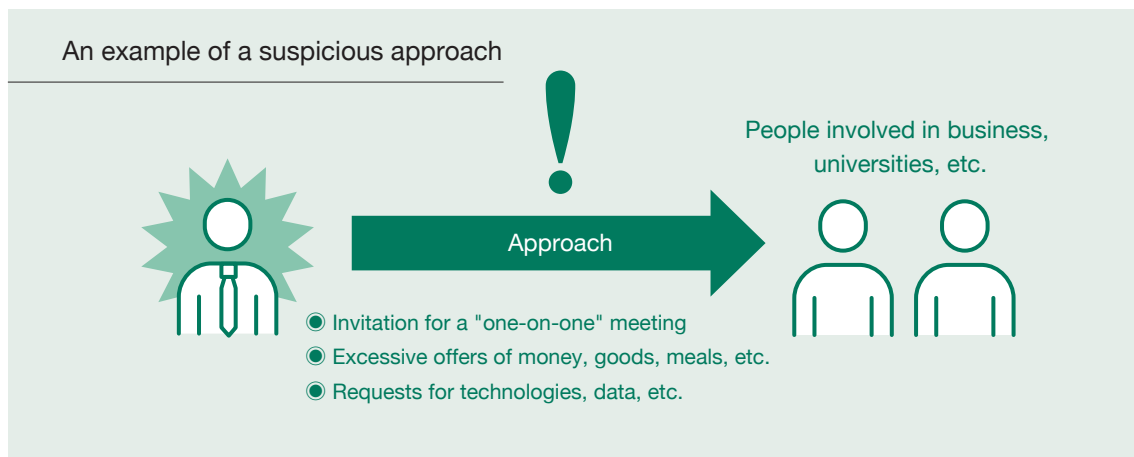 An example of a suspicious approach
People involved in business,
universities, etc.
Approach
◉ Invitation for a "one-on-one" meeting
◉ Excessive offers of money, goods, meals, etc.
◉ Requests for technologies, data, etc.